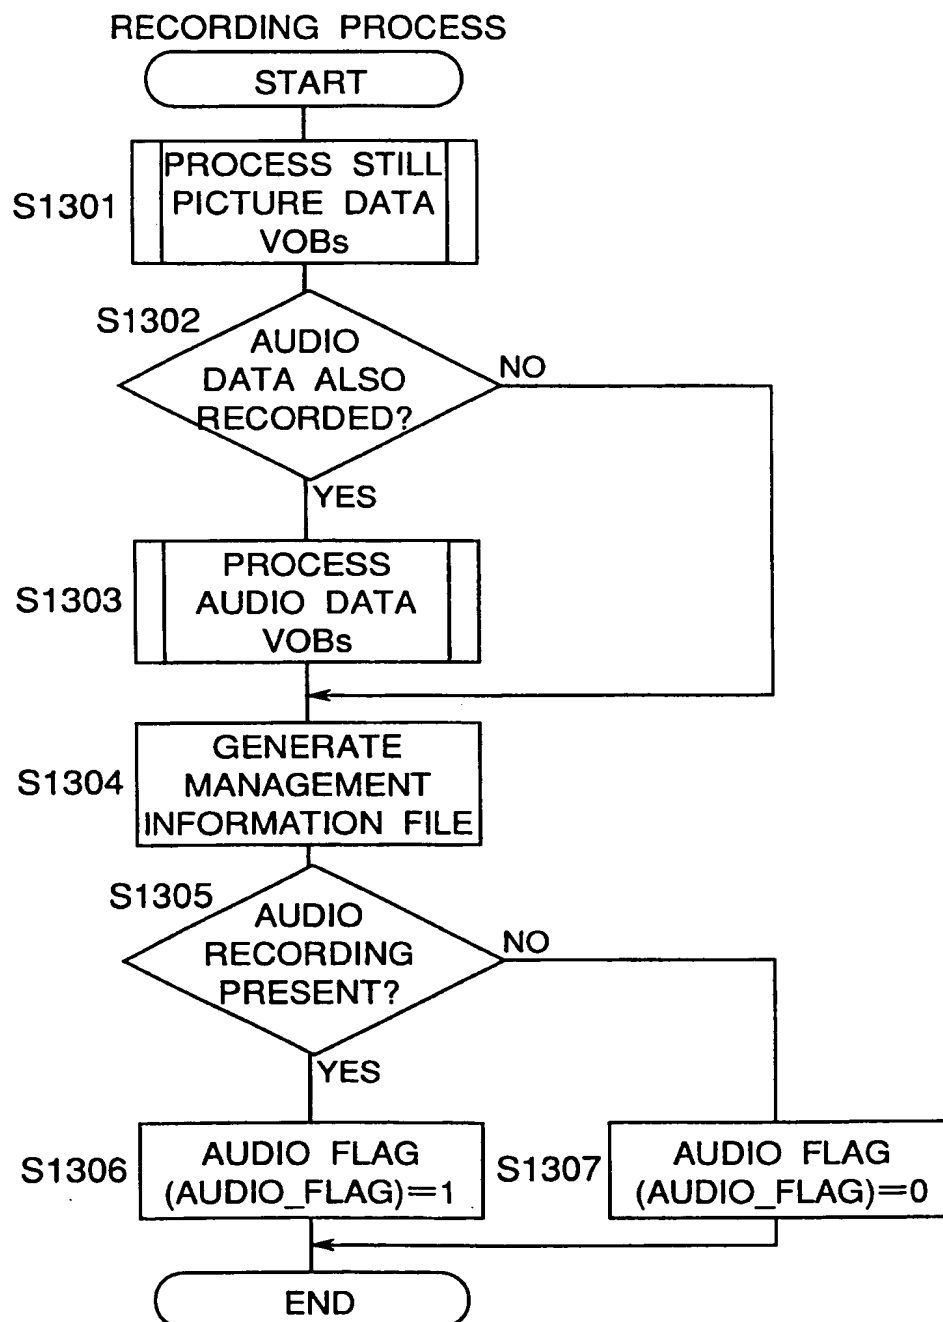 RECORDING PROCESS
START
S1301
PROCESS STILL
PICTURE DATA
VOBs
S1302
AUDIO
DATA ALSO
RECORDED?
NO
YES
S1303
PROCESS
AUDIO DATA
VOBs
S1304
GENERATE
MANAGEMENT
INFORMATION FILE
S1305
AUDIO
RECORDING
PRESENT?
NO
YES
S1306
AUDIO FLAG
(AUDIO_FLAG)=1
S1307
AUDIO FLAG
(AUDIO_FLAG)=0
END